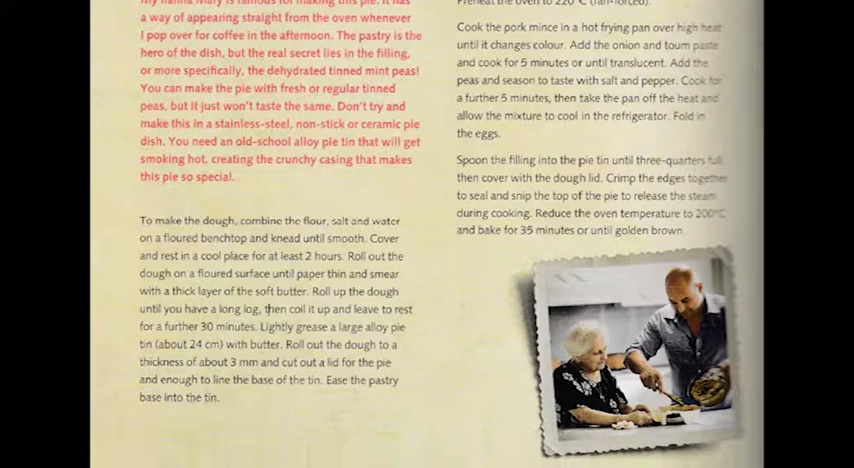 My nanna Mary is famous for making this pie. It has
a way of appearing straight from the oven whenever
I pop over for coffee in the afternoon. The pastry is the
hero of the dish, but the real secret lies in the filling,
or more specifically, the dehydrated tinned mint peas!
You can make the pie with fresh or regular tinned
peas, but it just won't taste the same. Don't try and
make this in a stainless-steel, non-stick or ceramic pie
dish. You need an old-school alloy pie tin that will get
smoking hot, creating the crunchy casing that makes
this pie so special.
To make the dough, combine the flour, salt and water
on a floured benchtop and knead until smooth. Cover
and rest in a cool place for at least 2 hours. Roll out the
dough on a floured surface until paper thin and smear
with a thick layer of the soft butter. Roll up the dough
until you have a long log, then coil it up and leave to rest
for a further 30 minutes. Lightly grease a large alloy pie
tin (about 24 cm) with butter. Roll out the dough to a
thickness of about 3 mm and cut out a lid for the pie
and enough to line the base of the tin. Ease the pastry
base into the tin.
Preheat the oven to 220°C (fan-forced).
Cook the pork mince in a hot frying pan over high heat
until it changes colour. Add the onion and toum paste
and cook for 5 minutes or until translucent. Add the
peas and season to taste with salt and pepper. Cook for
a further 5 minutes, then take the pan off the heat and
allow the mixture to cool in the refrigerator. Fold in
the eggs.
Spoon the filling into the pie tin until three-quarters full,
then cover with the dough lid. Crimp the edges together
to seal and snip the top of the pie to release the steam
during cooking. Reduce the oven temperature to 200°C
and bake for 35 minutes or until golden brown.